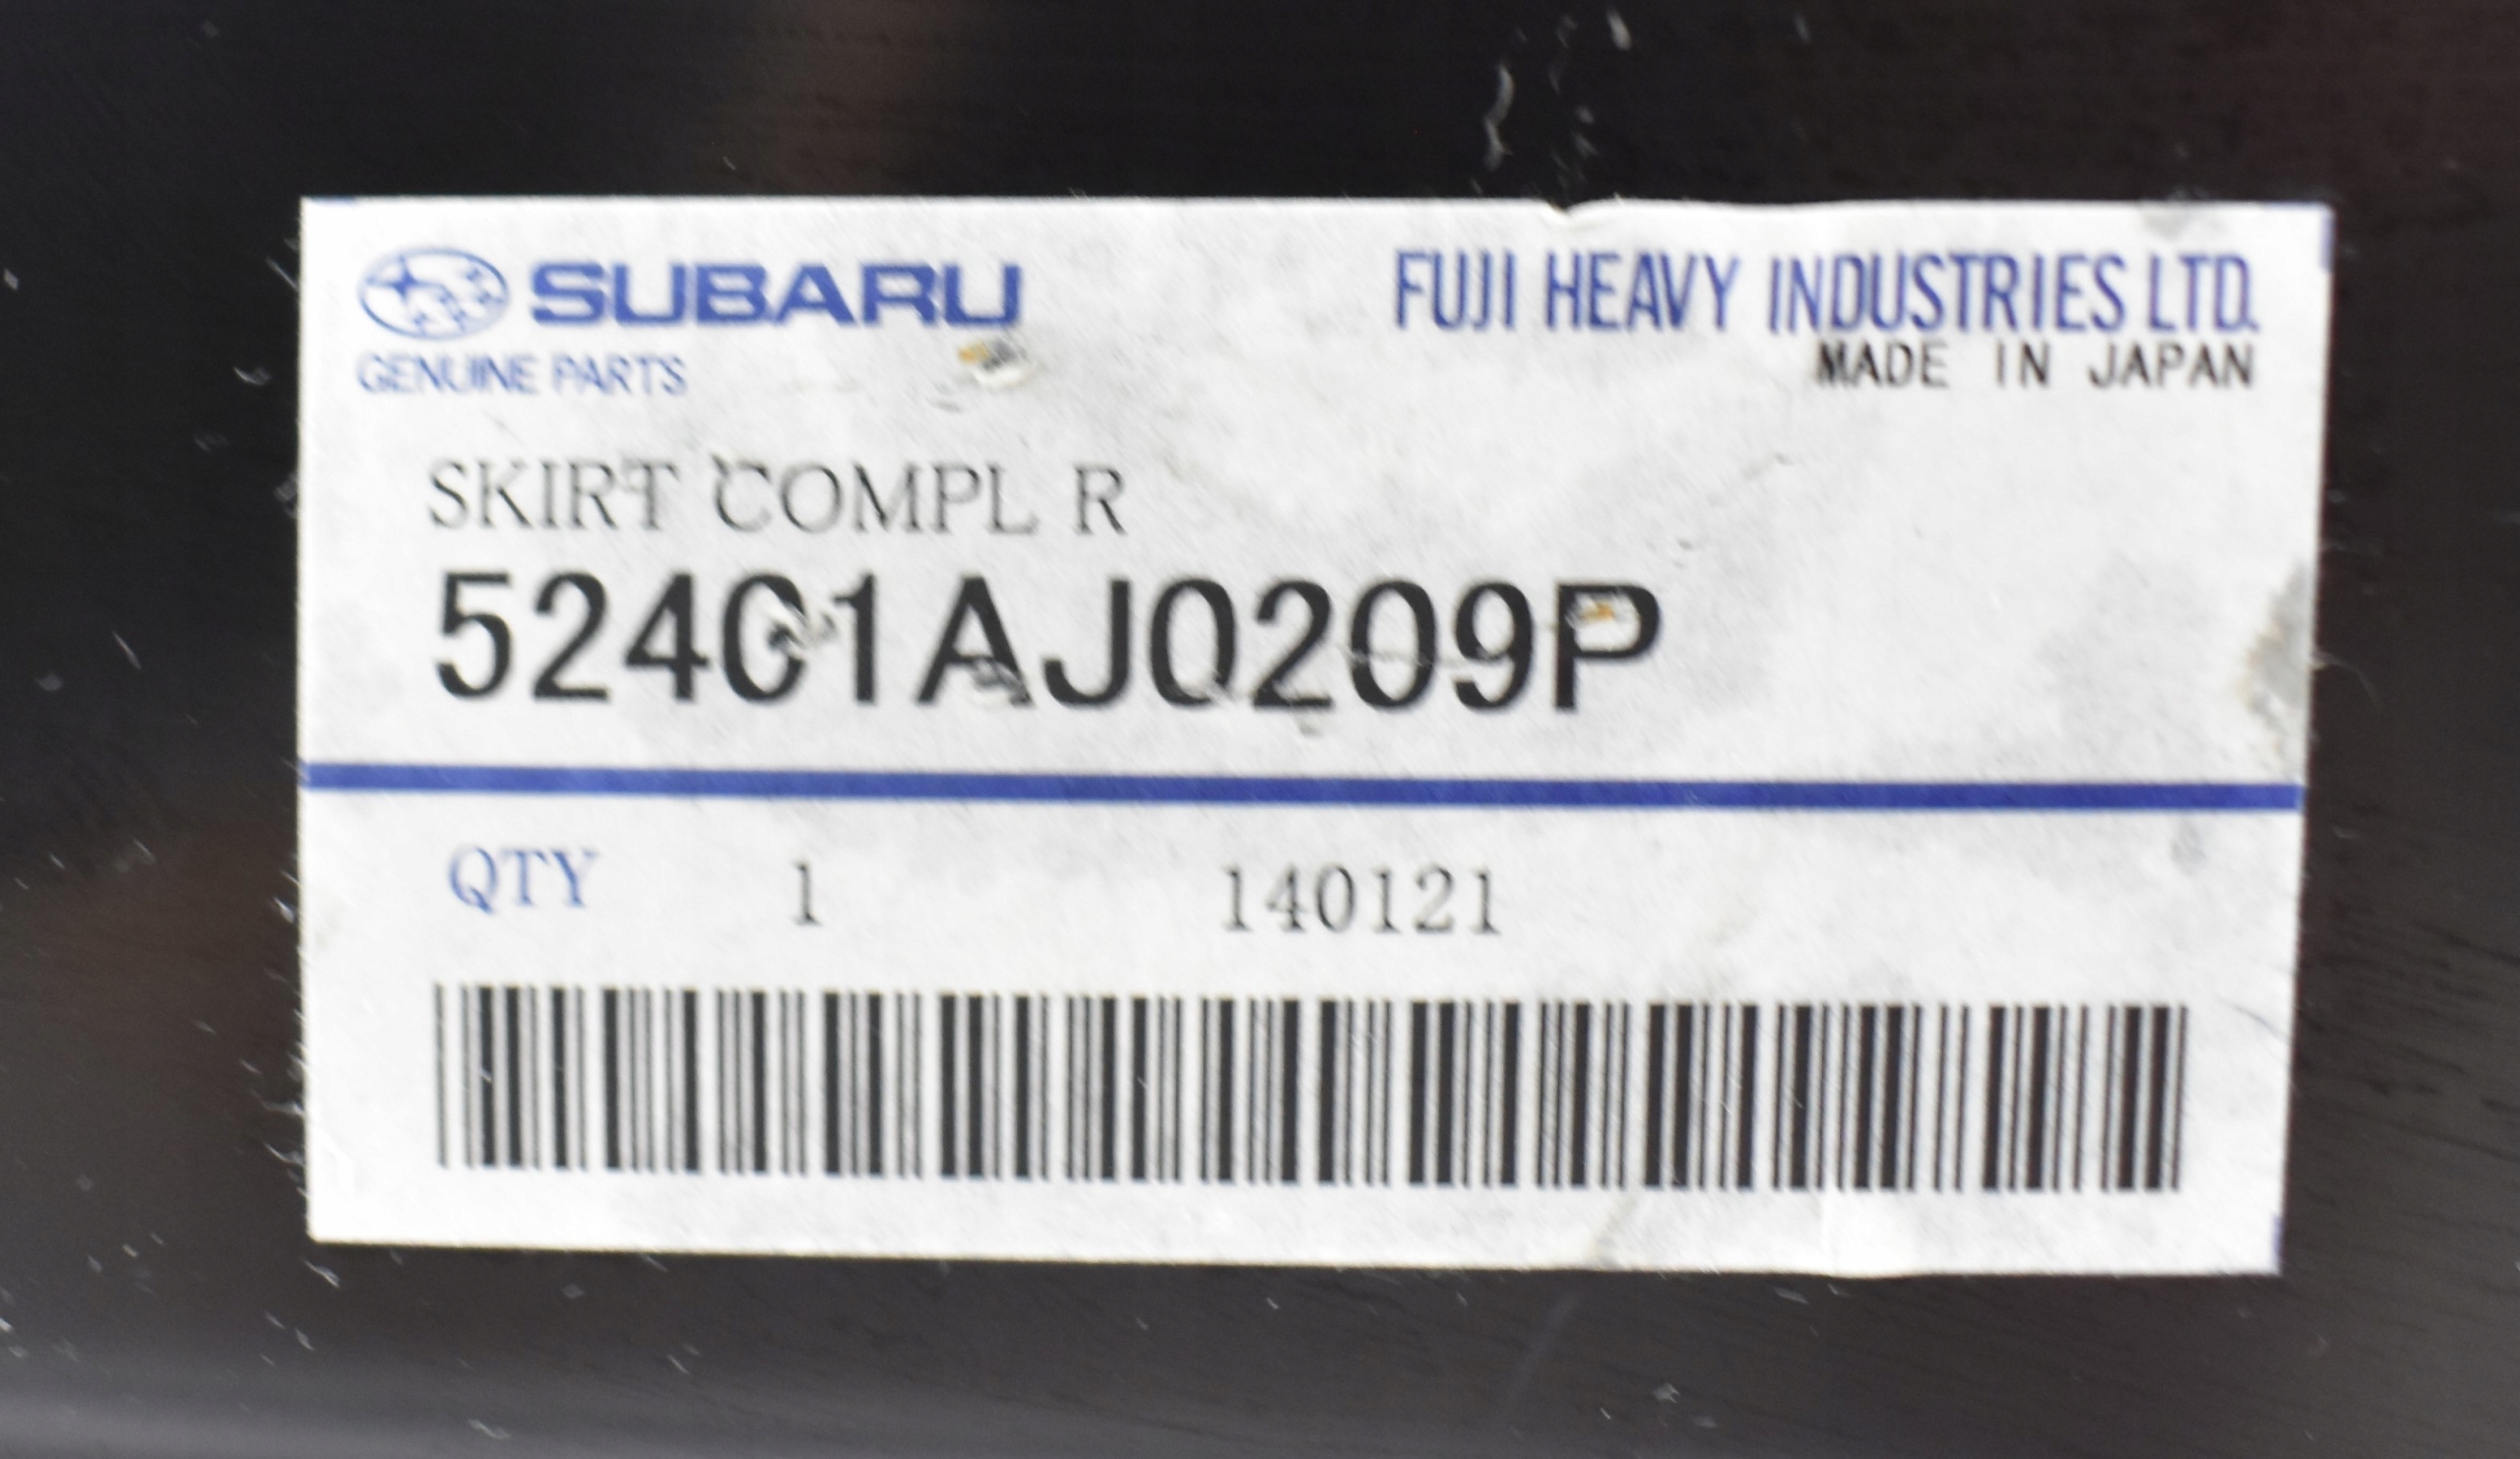 SUBARU FUJI HEAVY INDUSTRIES LTD.
GENUINE PARTS MADE IN JAPAN
SKIRT COMPL R
52401AJ0209P
QTY 1 140121